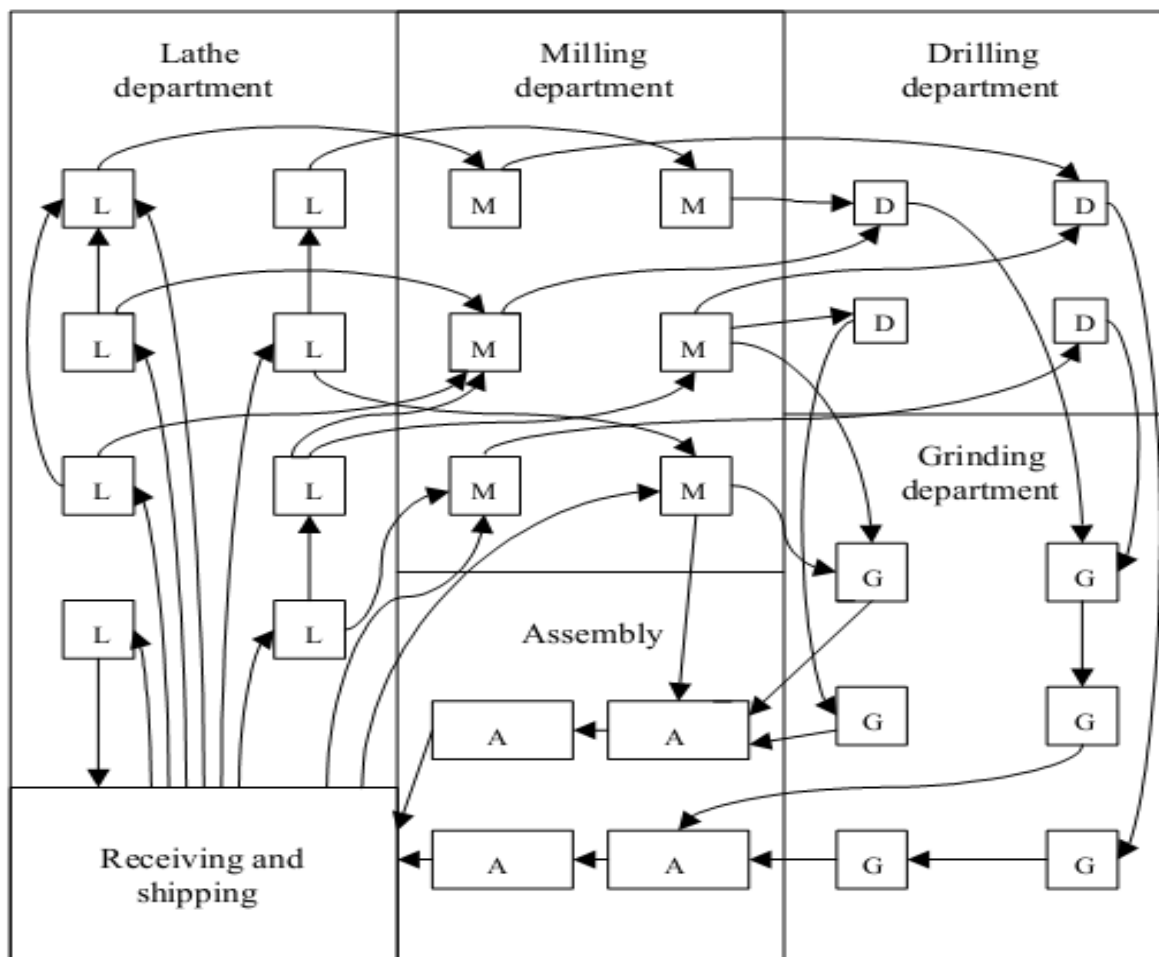 Lathe
department
Milling
department
Drilling
department
L
L
M
M
D
D
L
L
M
M
D
D
L
L
M
M
Grinding
department
G
G
L
L
Assembly
A
A
G
G
Receiving and
shipping
A
A
G
G